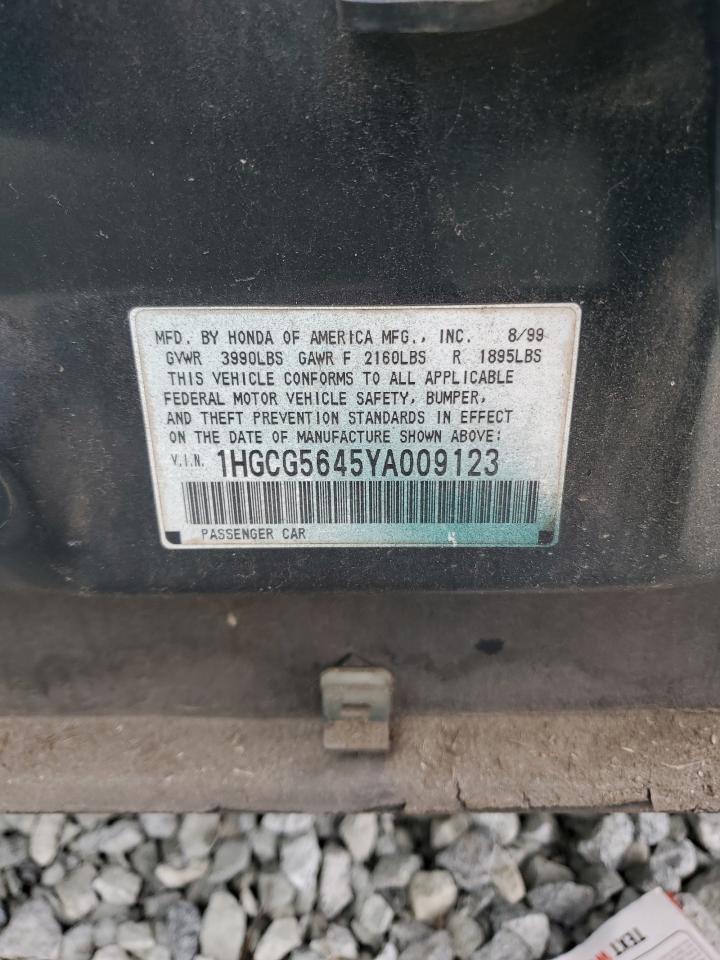 MFD. BY HONDA OF AMERICA MFG., INC. 8/99
GVWR 3990LBS GAWR F 2160LBS R 1895LBS
THIS VEHICLE CONFORMS TO ALL APPLICABLE
FEDERAL MOTOR VEHICLE SAFETY, BUMPER,
AND THEFT PREVENTION STANDARDS IN EFFECT
ON THE DATE OF MANUFACTURE SHOWN ABOVE:
V.I.N. 1HGCG5645YA009123
PASSENGER CAR
TEXT